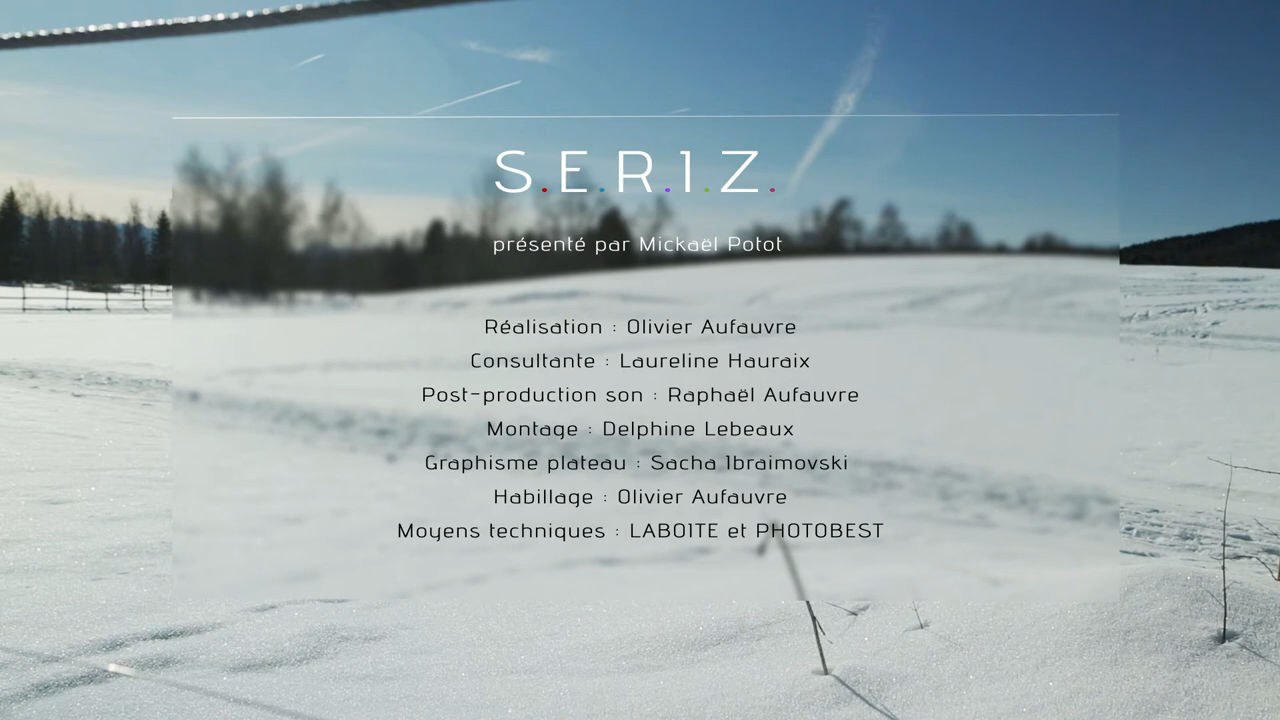 S.E.R.I.Z.
présenté par Mickaël Potot
Réalisation : Olivier Aufauvre
Consultante : Laureline Hauraix
Post-production son : Raphaël Aufauvre
Montage : Delphine Lebeaux
Graphisme plateau : Sacha Ibraimovski
Habillage : Olivier Aufauvre
Moyens techniques : LABOITE et PHOTOBEST